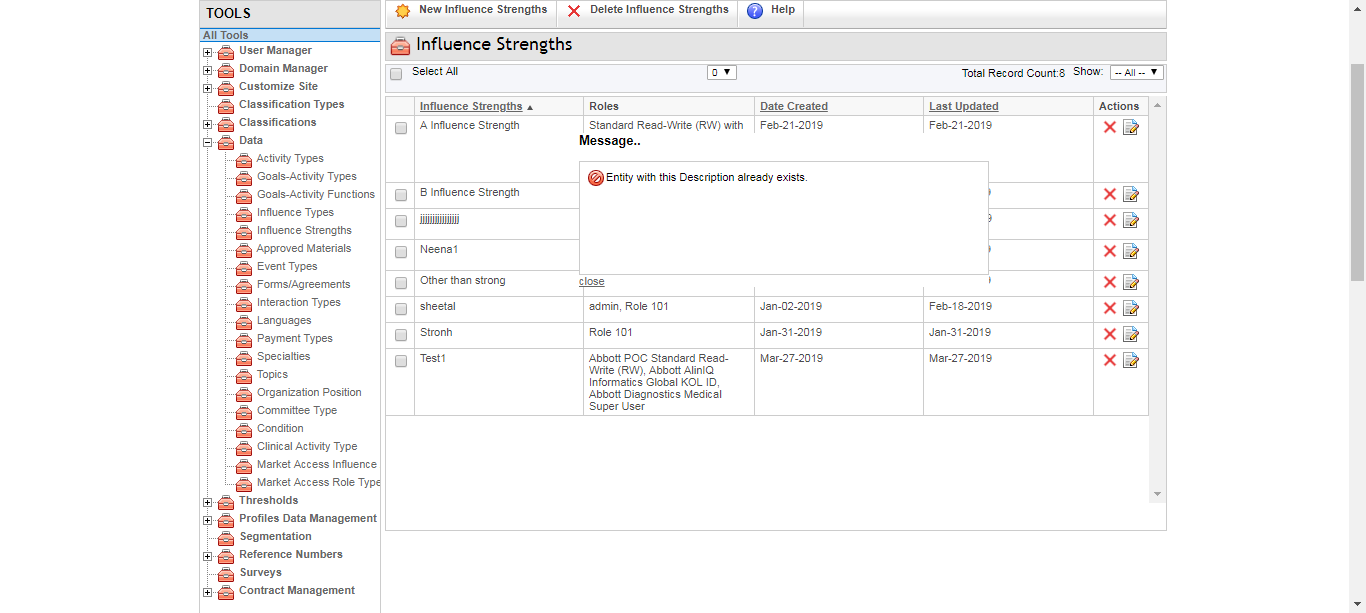 TOOLS
All Tools
User Manager
Domain Manager
Customize Site
Classification Types
Classifications
Data
Activity Types
Goals-Activity Types
Goals-Activity Functions
Influence Types
Influence Strengths
Approved Materials
Event Types
Forms/Agreements
Interaction Types
Languages
Payment Types
Specialties
Topics
Organization Position
Committee Type
Condition
Clinical Activity Type
Market Access Influence
Market Access Role Type
Thresholds
Profiles Data Management
Segmentation
Reference Numbers
Surveys
Contract Management
New Influence Strengths Delete Influence Strengths Help
Influence Strengths
Select All 0 Total Record Count:8 Show: -- All --
Influence Strengths Roles Date Created Last Updated Actions
A Influence Strength Standard Read-Write (RW) with Feb-21-2019 Feb-21-2019
Message..
Entity with this Description already exists.
close
B Influence Strength
Neena1
Other than strong
sheetal admin, Role 101 Jan-02-2019 Feb-18-2019
Stronh Role 101 Jan-31-2019 Jan-31-2019
Test1 Abbott POC Standard Read- Mar-27-2019 Mar-27-2019
Write (RW), Abbott AlinIQ
Informatics Global KOL ID,
Abbott Diagnostics Medical
Super User